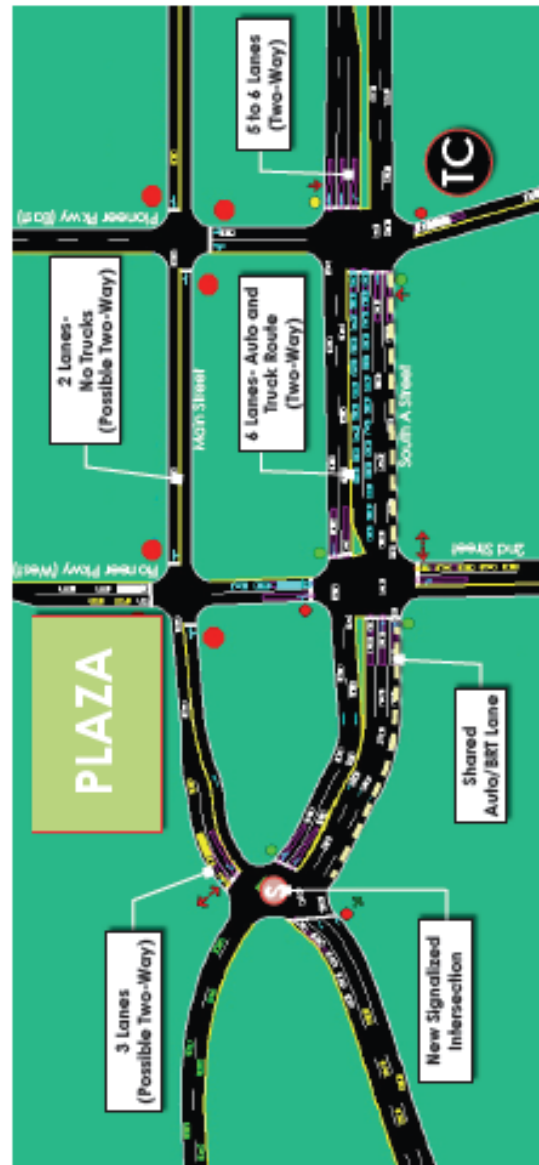 3 Lanes
(Possible Two-Way)
PLAZA
2 Lanes-
No Trucks
(Possible Two-Way)
Pioneer Pkwy (West)
Pioneer Pkwy (East)
Main Street
6 Lanes- Auto and
Truck Route
(Two-Way)
5 to 6 Lanes
(Two-Way)
South A Street
S
New Signalized
Intersection
Shared
Auto/BRT Lane
2nd Street
TC